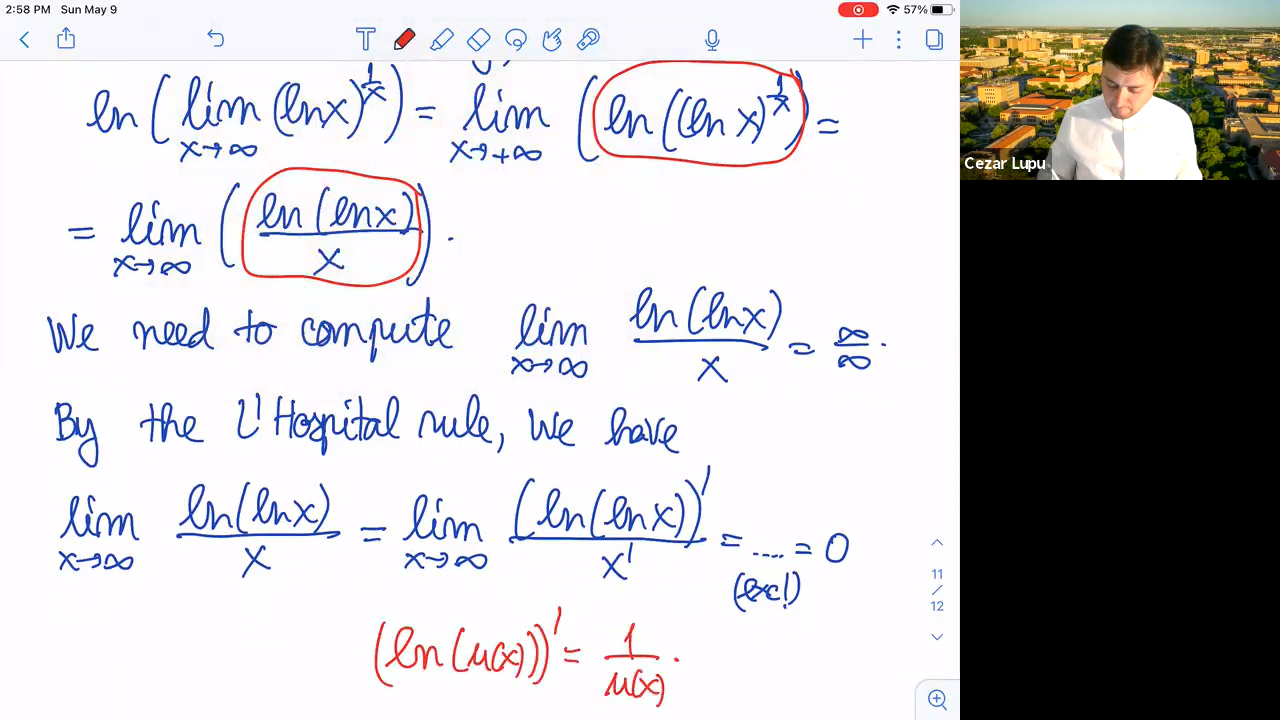 2:58 PM Sun May 9
57%
Cezar Lupu
ln(lim x→∞ (ln x)^(1/x)) = lim x→+∞ (ln((ln x)^(1/x))) =
= lim x→∞ (ln(ln x)/x).
We need to compute lim x→∞ ln(ln x)/x = ∞/∞.
By the L'Hospital rule, we have
lim x→∞ ln(ln x)/x = lim x→∞ (ln(ln x))'/x' = .... = 0
(exc!)
(ln(u(x)))' = 1/u(x) .
11
/
12